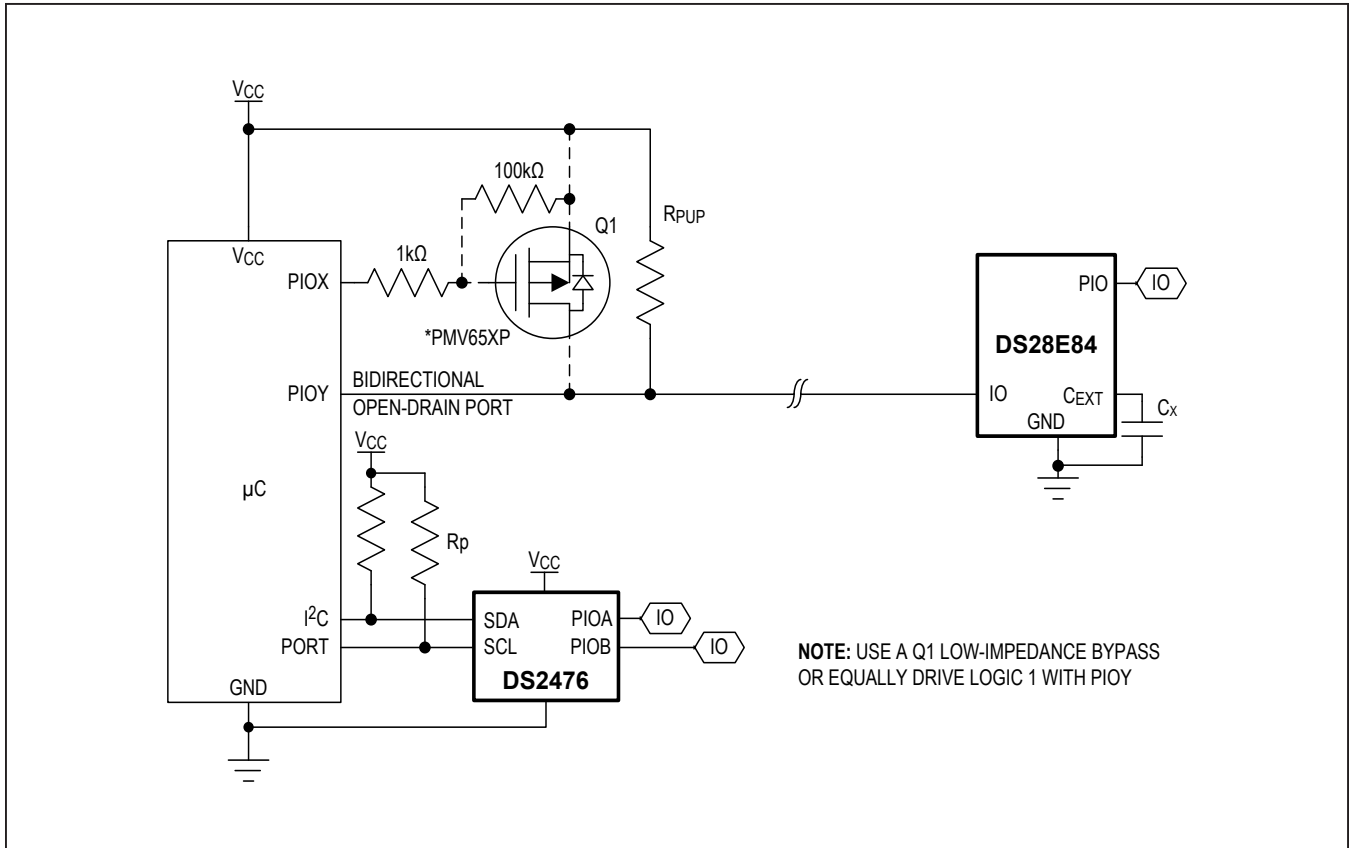 VCC
100kΩ
RPUP
Q1
VCC
1kΩ
PIOX
PIO
IO
*PMV65XP
DS28E84
PIOY
BIDIRECTIONAL
OPEN-DRAIN PORT
IO
CEXT
CX
GND
VCC
µC
Rp
VCC
I²C
SDA
PIOA
IO
PORT
SCL
PIOB
IO
DS2476
GND
NOTE: USE A Q1 LOW-IMPEDANCE BYPASS
OR EQUALLY DRIVE LOGIC 1 WITH PIOY